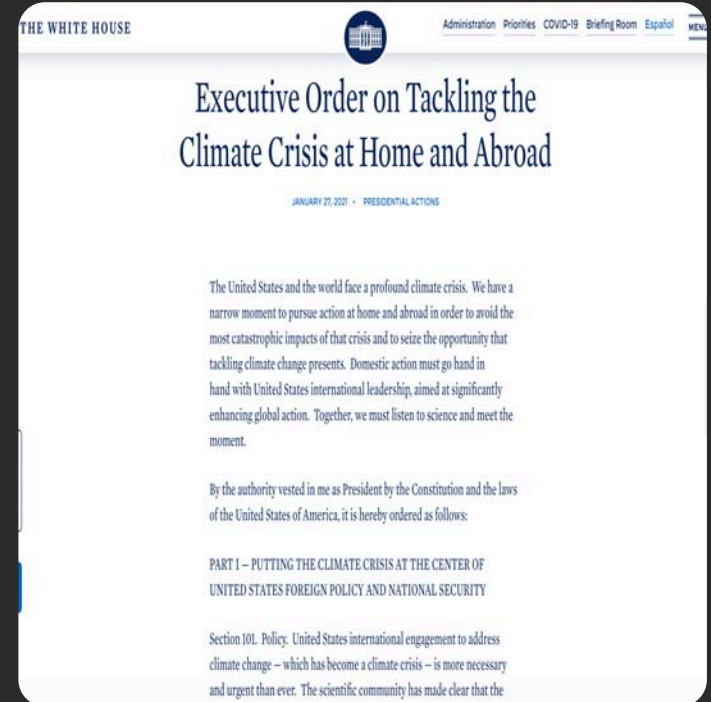 THE WHITE HOUSE
Administration Priorities COVID-19 Briefing Room Español MENU
Executive Order on Tackling the
Climate Crisis at Home and Abroad
JANUARY 27, 2021 • PRESIDENTIAL ACTIONS
The United States and the world face a profound climate crisis. We have a
narrow moment to pursue action at home and abroad in order to avoid the
most catastrophic impacts of that crisis and to seize the opportunity that
tackling climate change presents. Domestic action must go hand in
hand with United States international leadership, aimed at significantly
enhancing global action. Together, we must listen to science and meet the
moment.
By the authority vested in me as President by the Constitution and the laws
of the United States of America, it is hereby ordered as follows:
PART I — PUTTING THE CLIMATE CRISIS AT THE CENTER OF
UNITED STATES FOREIGN POLICY AND NATIONAL SECURITY
Section 101. Policy. United States international engagement to address
climate change — which has become a climate crisis — is more necessary
and urgent than ever. The scientific community has made clear that the